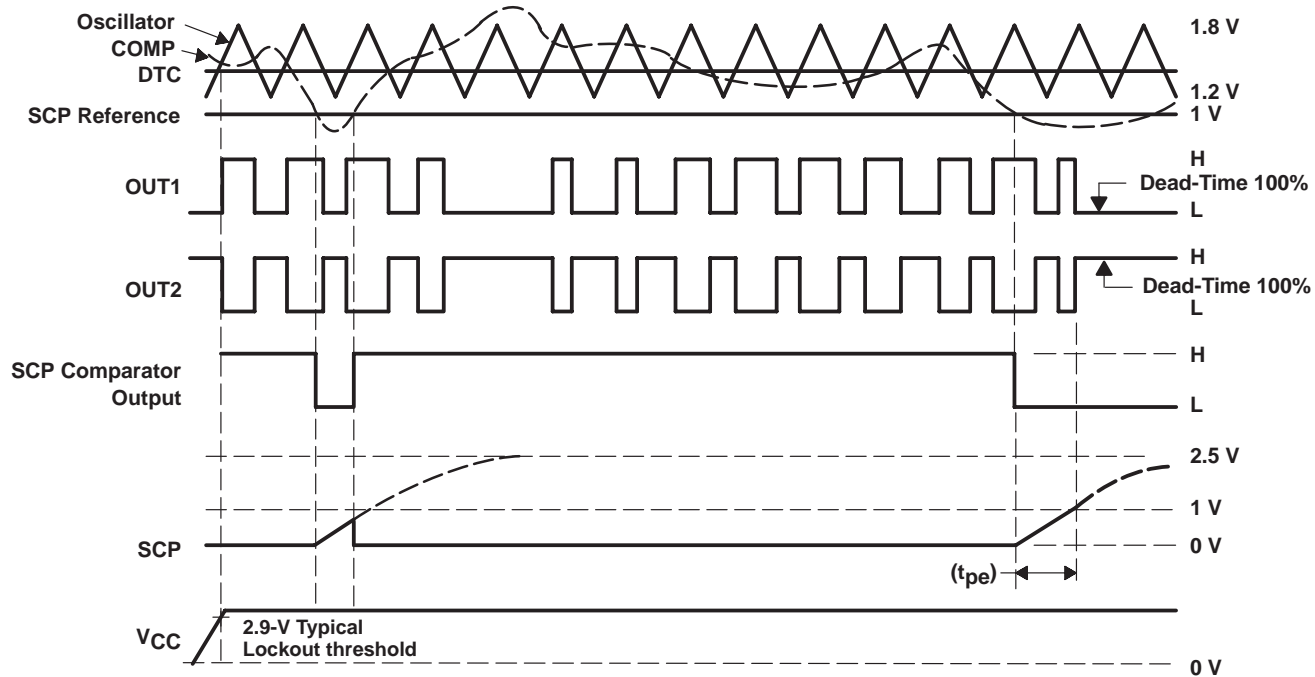 Oscillator
COMP
DTC
SCP Reference
1.8 V
1.2 V
1 V
OUT1
H
Dead-Time 100%
L
OUT2
H
Dead-Time 100%
L
SCP Comparator
Output
H
L
2.5 V
1 V
SCP
0 V
(tpe)
VCC
2.9-V Typical
Lockout threshold
0 V